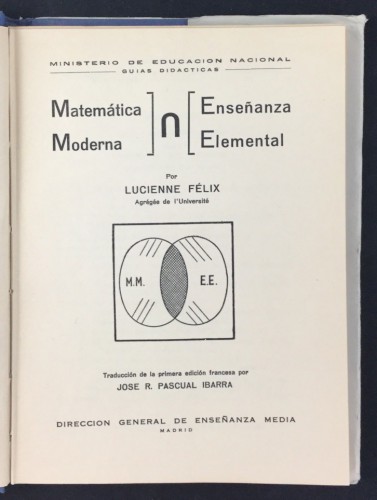 MINISTERIO DE EDUCACION NACIONAL
GUIAS DIDACTICAS
Matemática ] ∩ [ Enseñanza
Moderna Elemental
Por
LUCIENNE FÉLIX
Agrégée de l'Université
M.M. E.E.
Traducción de la primera edición francesa por
JOSE R. PASCUAL IBARRA
DIRECCION GENERAL DE ENSEÑANZA MEDIA
MADRID